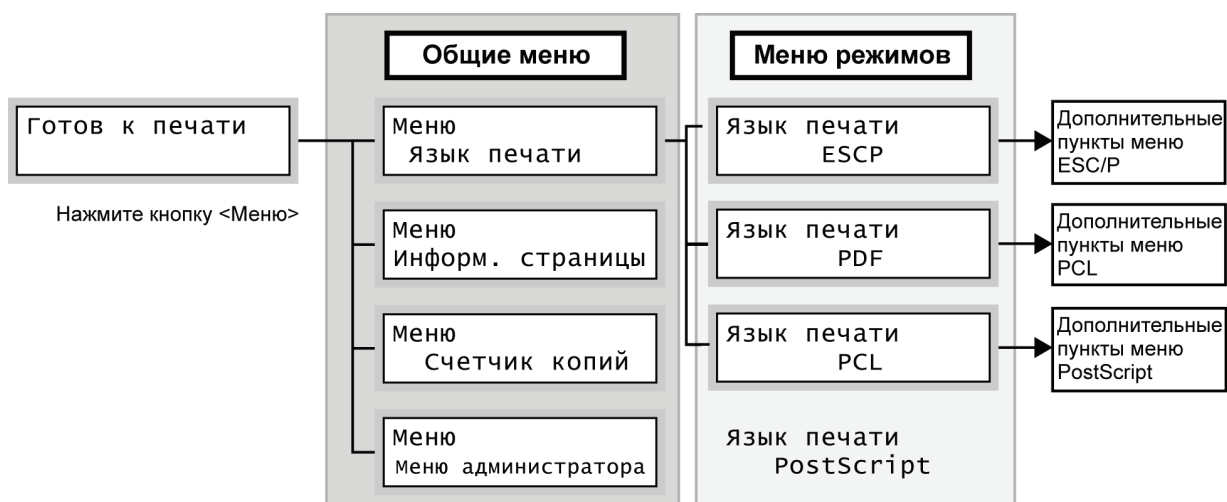 Общие меню
Меню режимов
Готов к печати
Нажмите кнопку <Меню>
Меню
Язык печати
Меню
Информ. страницы
Меню
Счетчик копий
Меню
Меню администратора
Язык печати
ESCP
Язык печати
PDF
Язык печати
PCL
Язык печати
PostScript
Дополнительные
пункты меню
ESC/P
Дополнительные
пункты меню
PCL
Дополнительные
пункты меню
PostScript